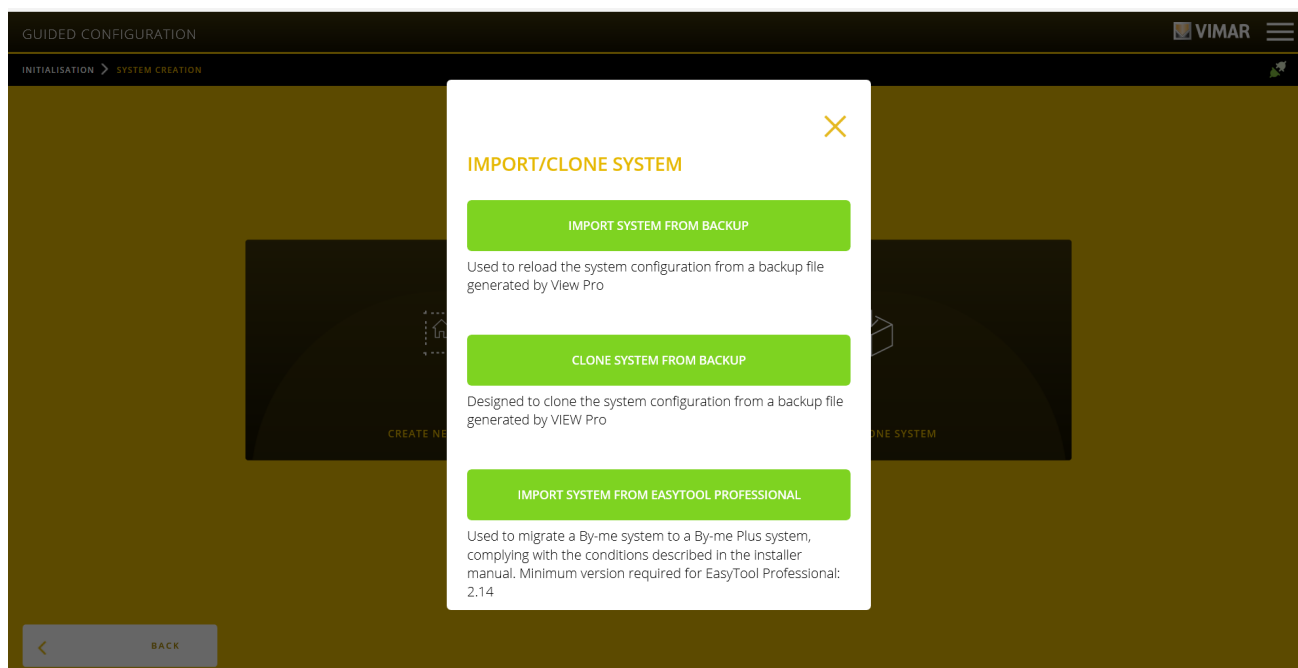 GUIDED CONFIGURATION
VIMAR
INITIALISATION > SYSTEM CREATION
IMPORT/CLONE SYSTEM
IMPORT SYSTEM FROM BACKUP
Used to reload the system configuration from a backup file
generated by View Pro
CLONE SYSTEM FROM BACKUP
Designed to clone the system configuration from a backup file
generated by VIEW Pro
CREATE NE
ONE SYSTEM
IMPORT SYSTEM FROM EASYTOOL PROFESSIONAL
Used to migrate a By-me system to a By-me Plus system,
complying with the conditions described in the installer
manual. Minimum version required for EasyTool Professional:
2.14
BACK